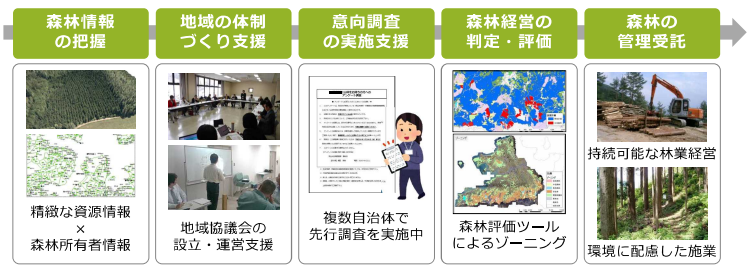 森林情報
の把握
地域の体制
づくり支援
意向調査
の実施支援
森林経営の
判定・評価
森林の
管理受託
精緻な資源情報
×
森林所有者情報
地域協議会の
設立・運営支援
複数自治体で
先行調査を実施中
森林評価ツール
によるゾーニング
持続可能な林業経営
環境に配慮した施業